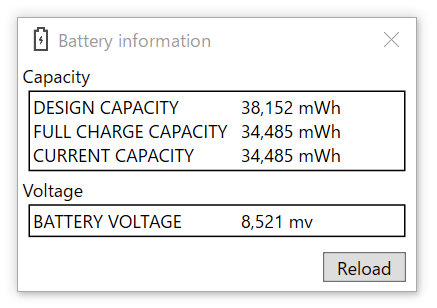 Battery information
Capacity
DESIGN CAPACITY 38,152 mWh
FULL CHARGE CAPACITY 34,485 mWh
CURRENT CAPACITY 34,485 mWh
Voltage
BATTERY VOLTAGE 8,521 mv
Reload